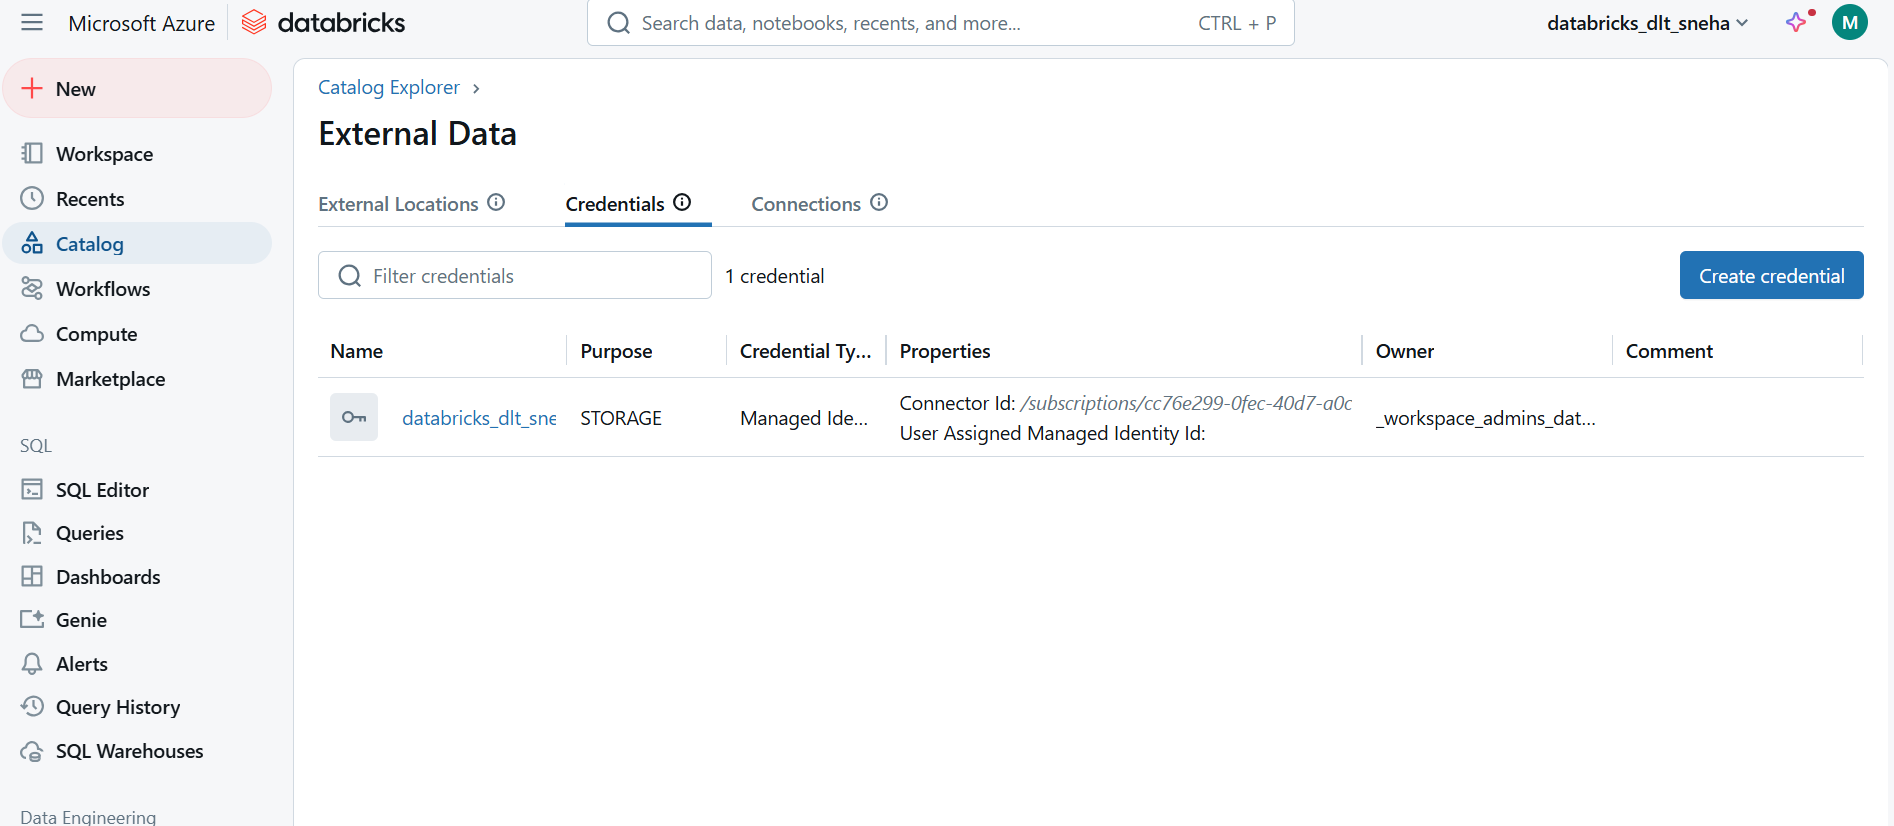 Microsoft Azure
databricks
Search data, notebooks, recents, and more...
CTRL + P
databricks_dlt_sneha
M
New
Workspace
Recents
Catalog
Workflows
Compute
Marketplace
SQL
SQL Editor
Queries
Dashboards
Genie
Alerts
Query History
SQL Warehouses
Data Engineering
Catalog Explorer
External Data
External Locations
Credentials
Connections
Filter credentials
1 credential
Create credential
Name Purpose Credential Ty... Properties Owner Comment
databricks_dlt_sne STORAGE Managed Ide... Connector Id: /subscriptions/cc76e299-0fec-40d7-a0c _workspace_admins_dat...
User Assigned Managed Identity Id: